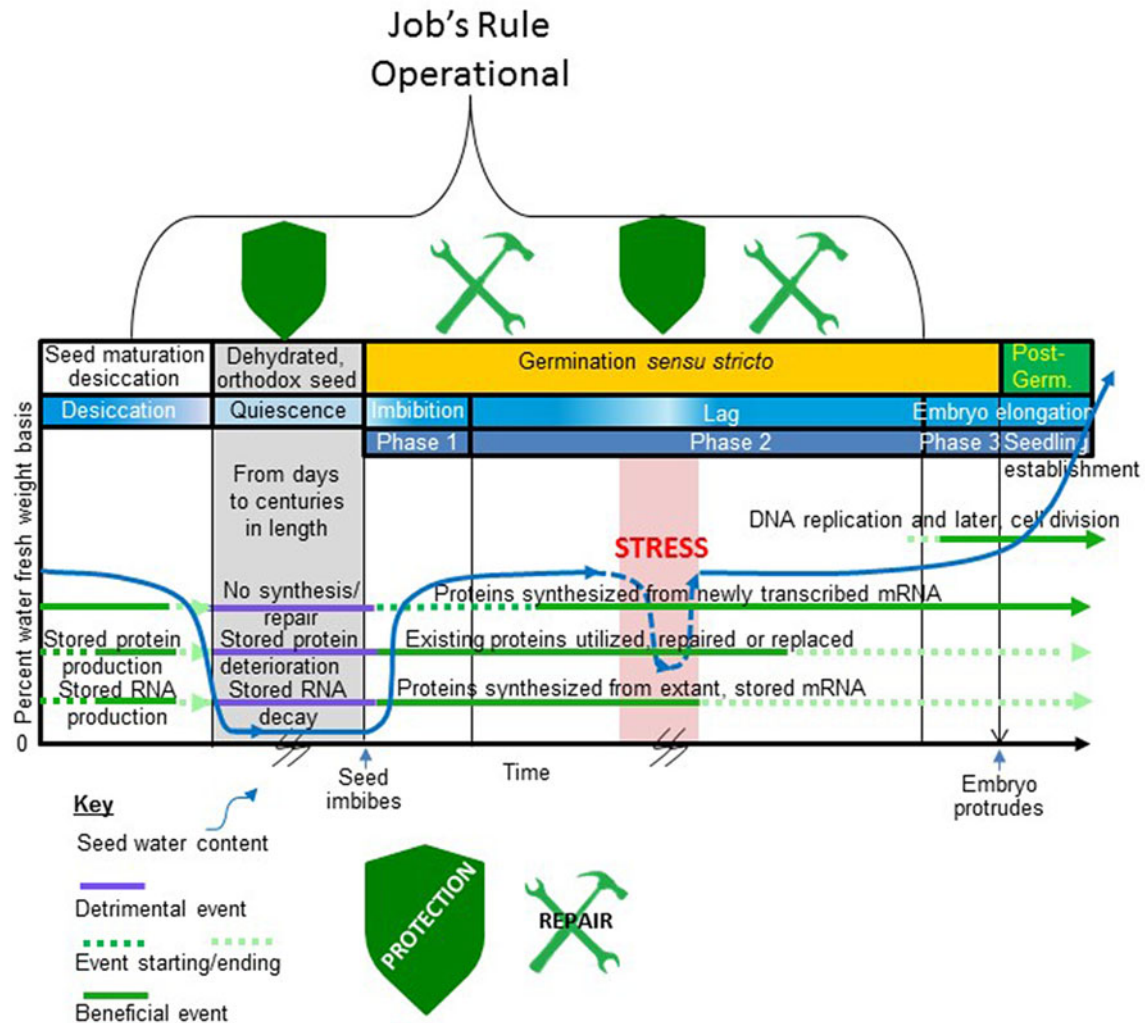 Job's Rule
Operational
Seed maturation
desiccation
Dehydrated,
orthodox seed
Germination sensu stricto
Post-
Germ.
Desiccation
Quiescence
Imbibition
Lag
Embryo elongation
Phase 1
Phase 2
Phase 3
Seedling
establishment
Percent water fresh weight basis
0
From days
to centuries
in length
DNA replication and later, cell division
STRESS
No synthesis/
repair
Proteins synthesized from newly transcribed mRNA
Stored protein
production
Stored protein
deterioration
Existing proteins utilized, repaired or replaced
Stored RNA
production
Stored RNA
decay
Proteins synthesized from extant, stored mRNA
Seed
imbibes
Time
Embryo
protrudes
Key
Seed water content
Detrimental event
Event starting/ending
Beneficial event
PROTECTION
REPAIR